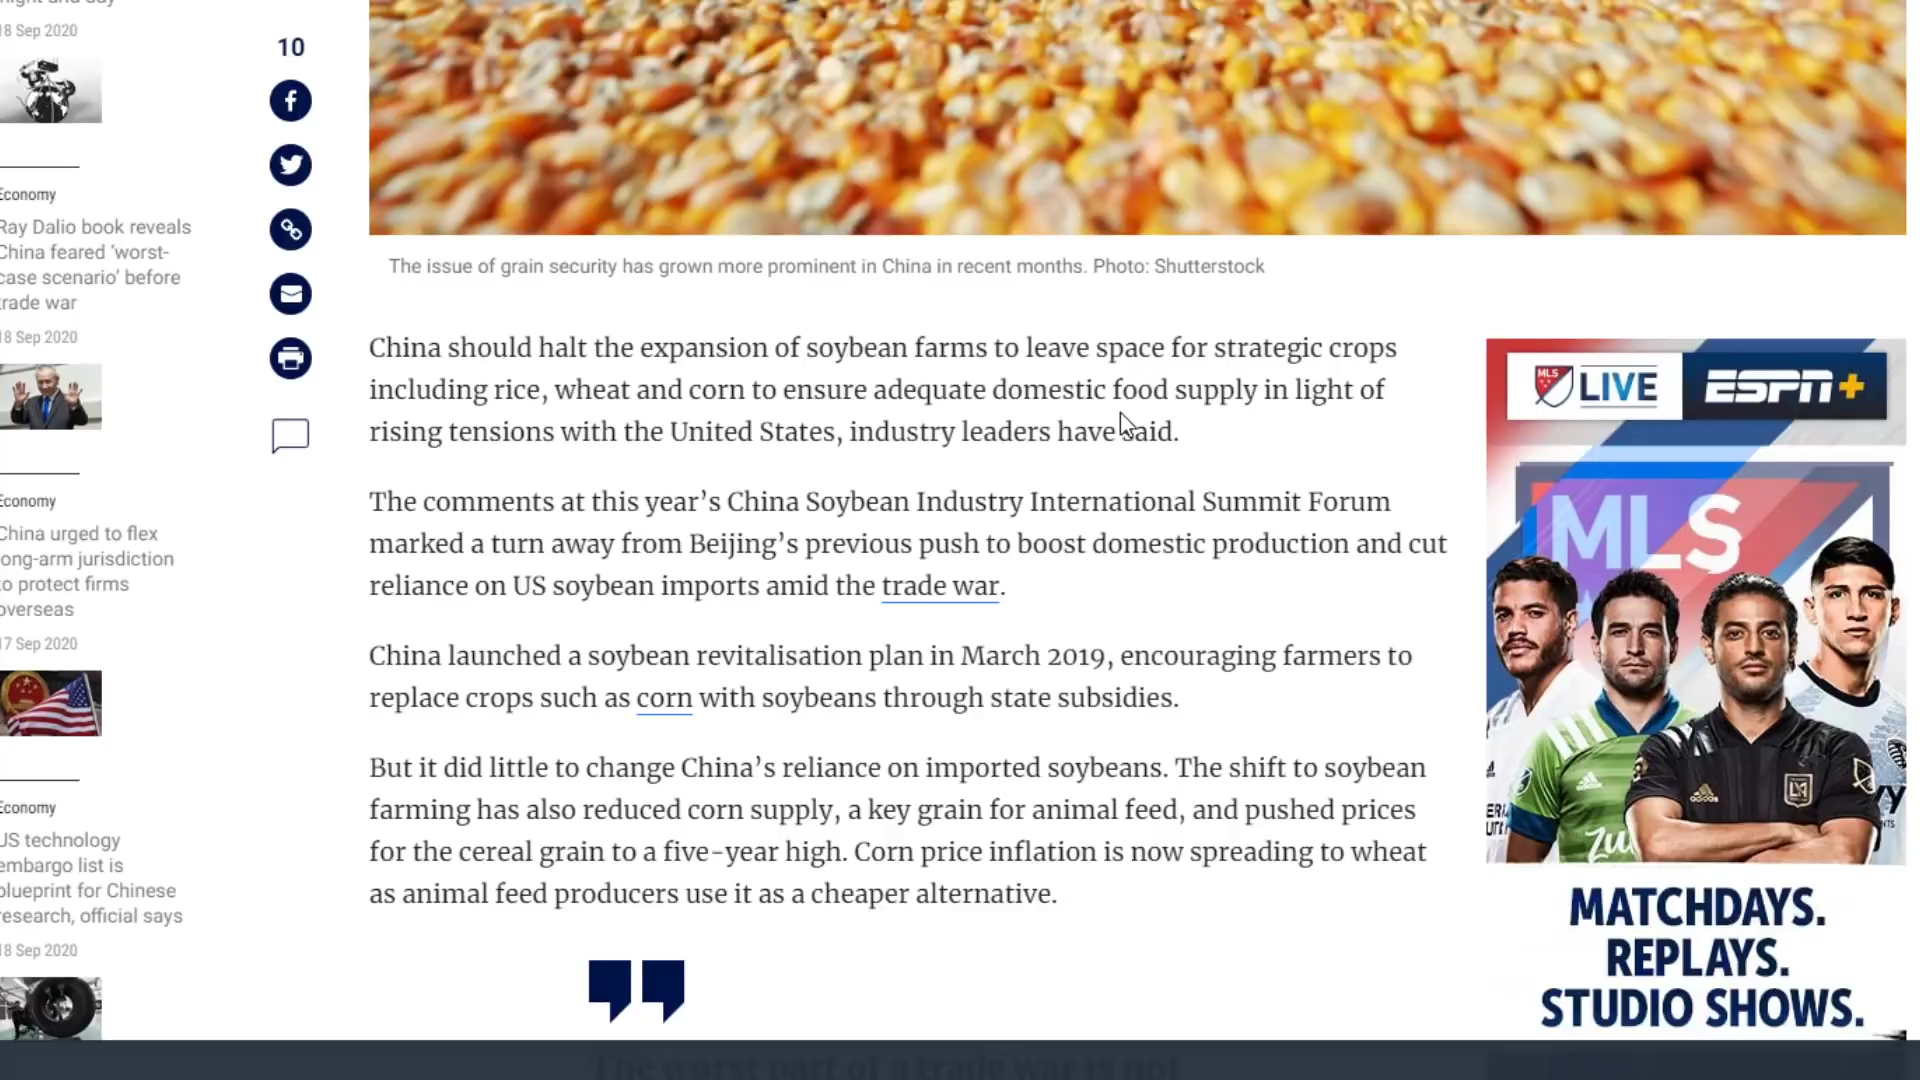 18 Sep 2020
Economy
Ray Dalio book reveals
China feared ‘worst-
case scenario’ before
trade war
18 Sep 2020
Economy
China urged to flex
long-arm jurisdiction
to protect firms
overseas
17 Sep 2020
Economy
US technology
embargo list is
blueprint for Chinese
research, official says
18 Sep 2020
10
The issue of grain security has grown more prominent in China in recent months. Photo: Shutterstock
China should halt the expansion of soybean farms to leave space for strategic crops
including rice, wheat and corn to ensure adequate domestic food supply in light of
rising tensions with the United States, industry leaders have said.
The comments at this year’s China Soybean Industry International Summit Forum
marked a turn away from Beijing’s previous push to boost domestic production and cut
reliance on US soybean imports amid the trade war.
China launched a soybean revitalisation plan in March 2019, encouraging farmers to
replace crops such as corn with soybeans through state subsidies.
But it did little to change China’s reliance on imported soybeans. The shift to soybean
farming has also reduced corn supply, a key grain for animal feed, and pushed prices
for the cereal grain to a five-year high. Corn price inflation is now spreading to wheat
as animal feed producers use it as a cheaper alternative.
The worst part of a trade war is not
MLS LIVE ESPN+
MLS
adidas
MATCHDAYS.
REPLAYS.
STUDIO SHOWS.